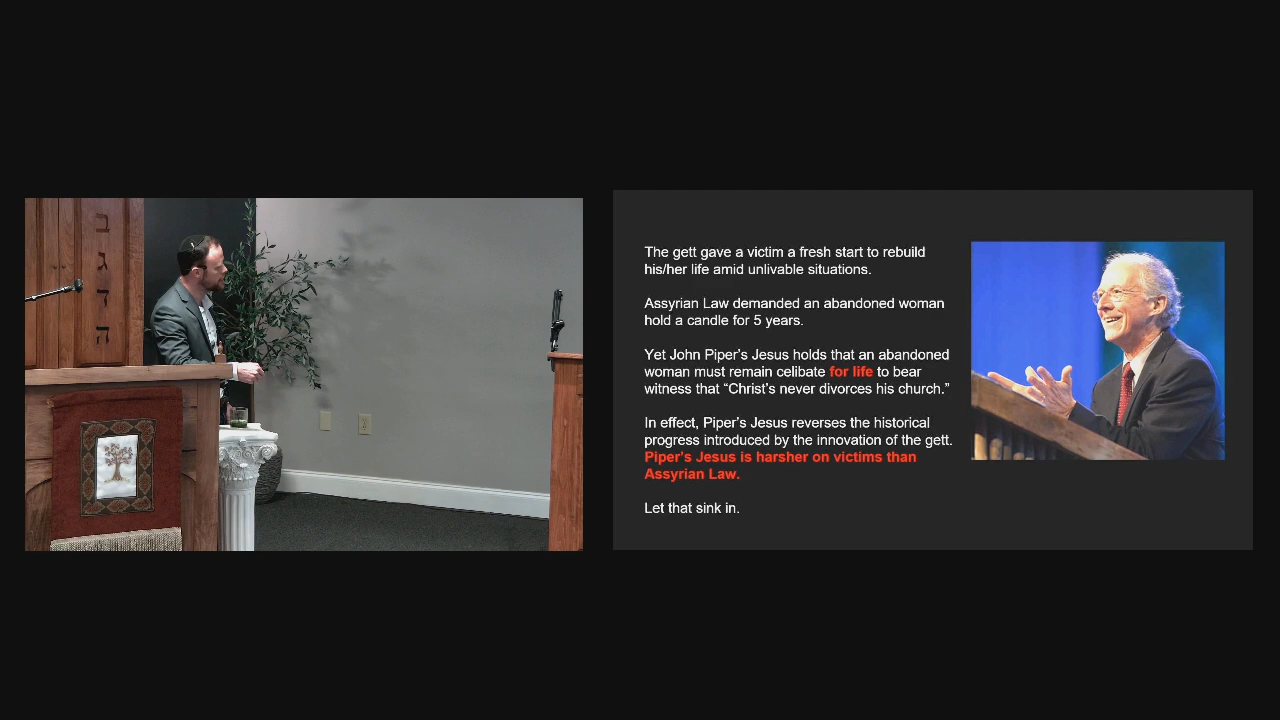 The gett gave a victim a fresh start to rebuild
his/her life amid unlivable situations.
Assyrian Law demanded an abandoned woman
hold a candle for 5 years.
Yet John Piper's Jesus holds that an abandoned
woman must remain celibate for life to bear
witness that “Christ's never divorces his church.”
In effect, Piper's Jesus reverses the historical
progress introduced by the innovation of the gett.
Piper's Jesus is harsher on victims than
Assyrian Law.
Let that sink in.